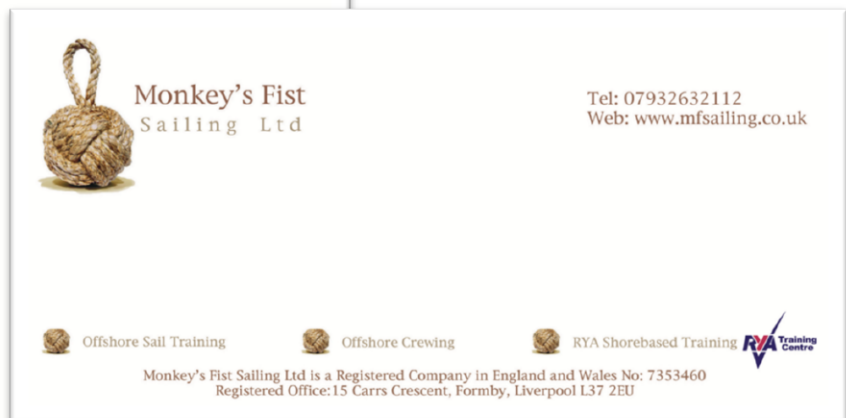 Monkey's Fist
Sailing Ltd
Tel: 07932632112
Web: www.mfsailing.co.uk
Offshore Sail Training
Offshore Crewing
RYA Shorebased Training
RYA Training
Centre
Monkey's Fist Sailing Ltd is a Registered Company in England and Wales No: 7353460
Registered Office:15 Carrs Crescent, Formby, Liverpool L37 2EU